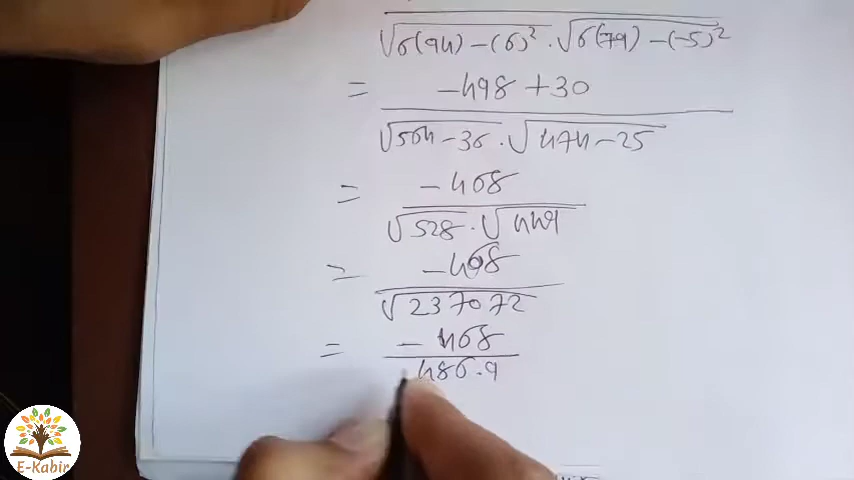 √6(94) - (6)² · √6(79) - (-5)²
= -498 + 30
√564 - 36 · √474 - 25
= -468
√528 · √449
= -468
√237072
= -468
486.9
E-Kabir